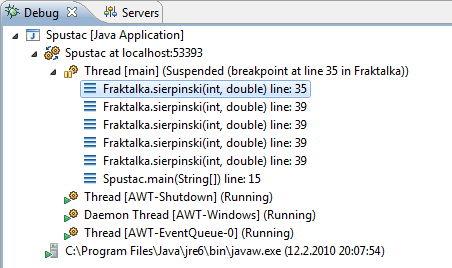 Debug Servers
Spustac [Java Application]
Spustac at localhost:53393
Thread [main] (Suspended (breakpoint at line 35 in Fraktalka))
Fraktalka.sierpinski(int, double) line: 35
Fraktalka.sierpinski(int, double) line: 39
Fraktalka.sierpinski(int, double) line: 39
Fraktalka.sierpinski(int, double) line: 39
Fraktalka.sierpinski(int, double) line: 39
Spustac.main(String[]) line: 15
Thread [AWT-Shutdown] (Running)
Daemon Thread [AWT-Windows] (Running)
Thread [AWT-EventQueue-0] (Running)
C:\Program Files\Java\jre6\bin\javaw.exe (12.2.2010 20:07:54)